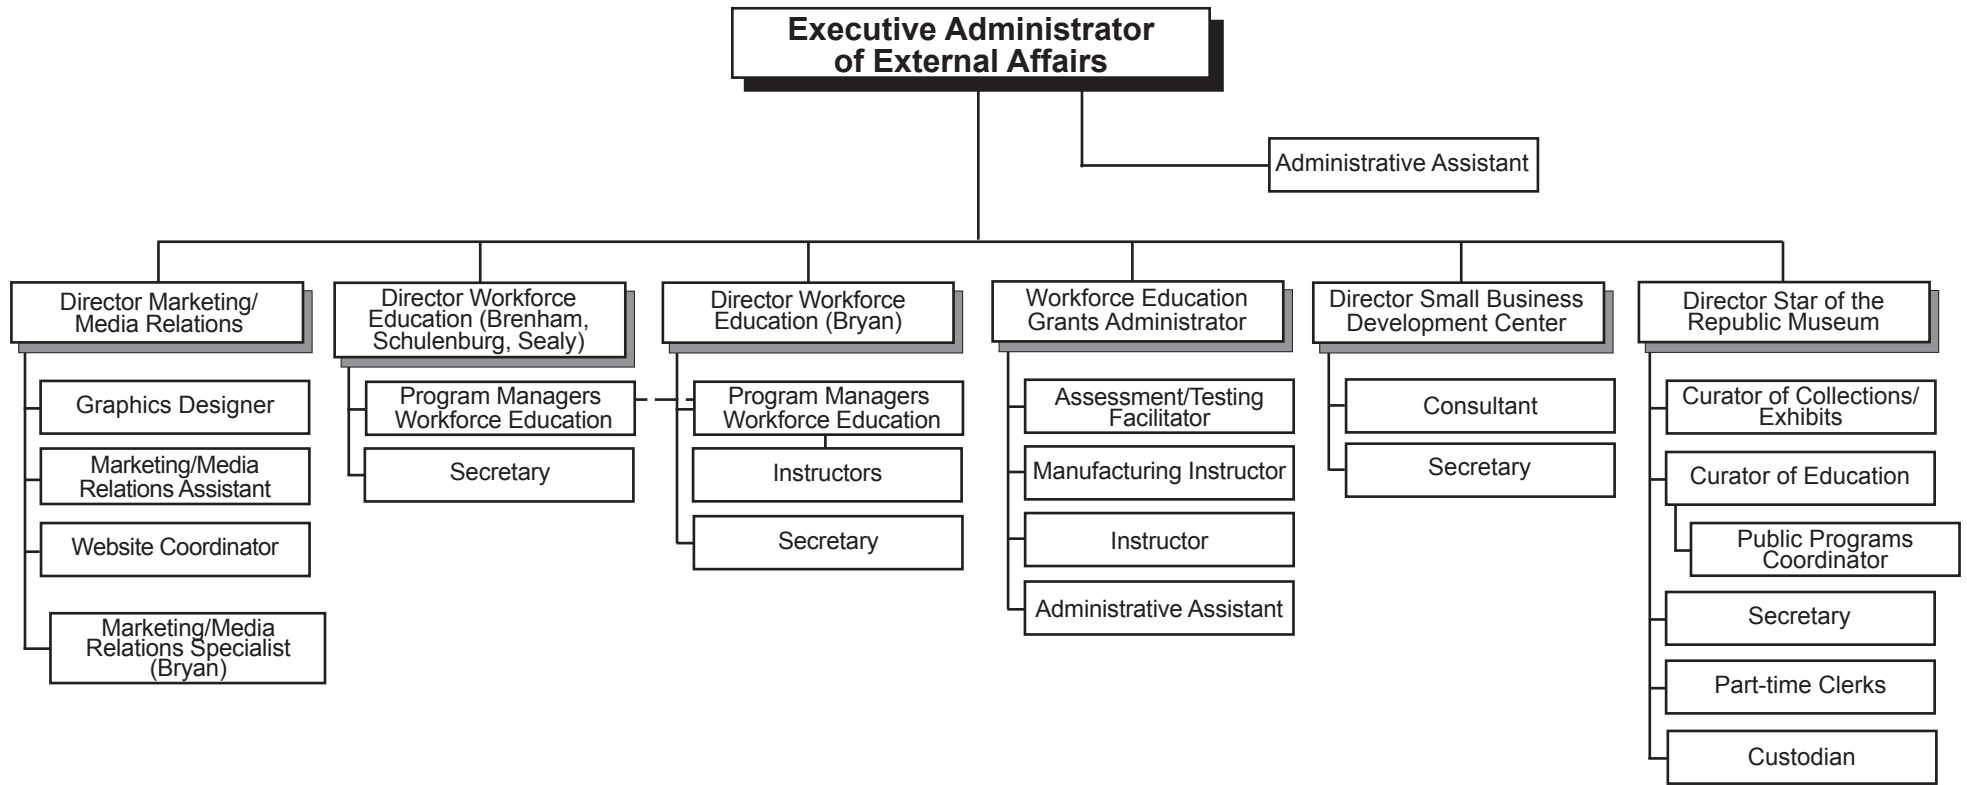 Executive Administrator
of External Affairs
Administrative Assistant
Director Marketing/
Media Relations
Graphics Designer
Marketing/Media
Relations Assistant
Website Coordinator
Marketing/Media
Relations Specialist
(Bryan)
Director Workforce
Education (Brenham,
Schulenburg, Sealy)
Program Managers
Workforce Education
Secretary
Director Workforce
Education (Bryan)
Program Managers
Workforce Education
Instructors
Secretary
Workforce Education
Grants Administrator
Assessment/Testing
Facilitator
Manufacturing Instructor
Instructor
Administrative Assistant
Director Small Business
Development Center
Consultant
Secretary
Director Star of the
Republic Museum
Curator of Collections/
Exhibits
Curator of Education
Public Programs
Coordinator
Secretary
Part-time Clerks
Custodian